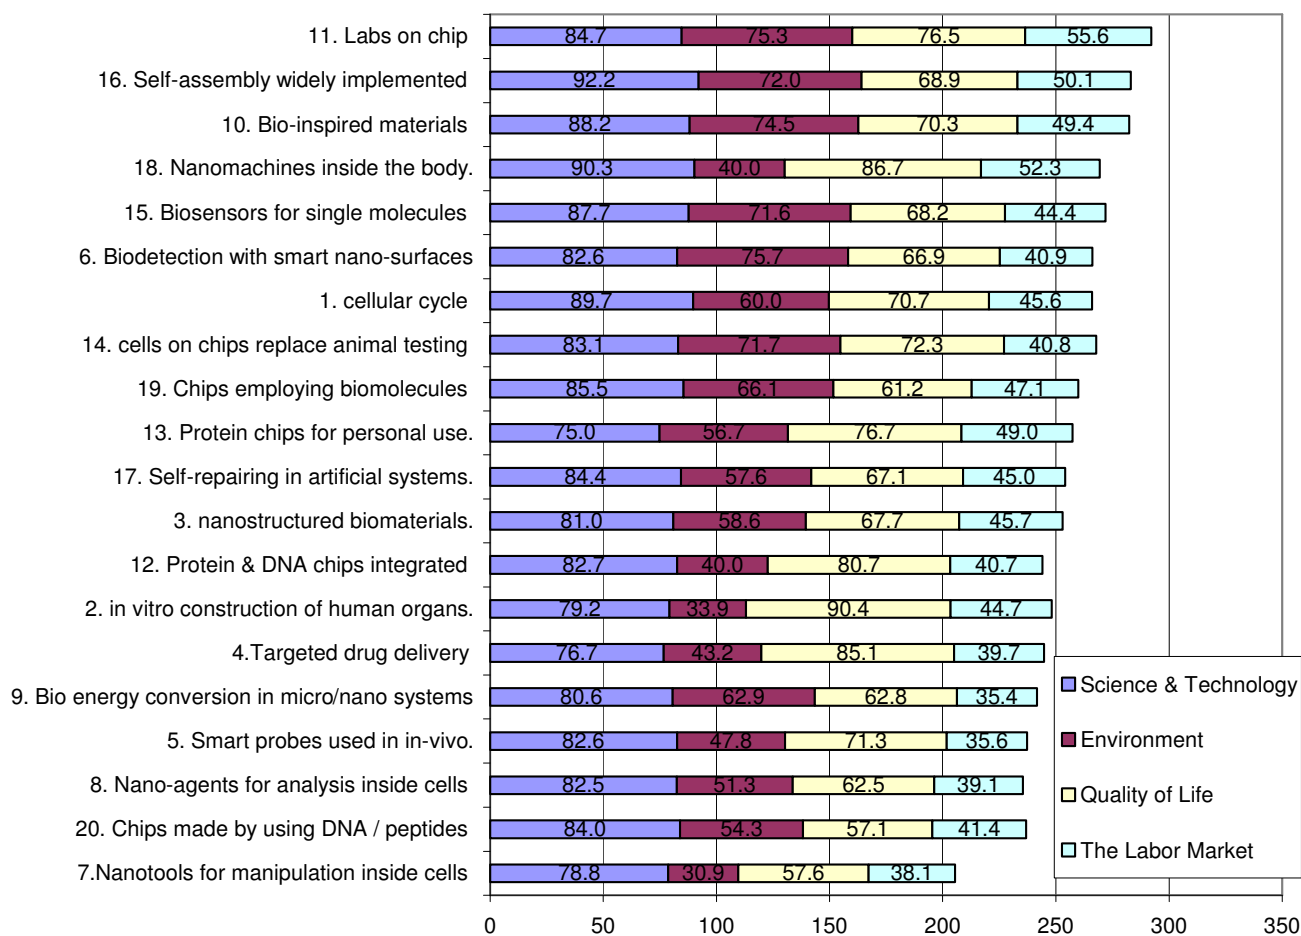 11. Labs on chip 84.7 75.3 76.5 55.6
16. Self-assembly widely implemented 92.2 72.0 68.9 50.1
10. Bio-inspired materials 88.2 74.5 70.3 49.4
18. Nanomachines inside the body. 90.3 40.0 86.7 52.3
15. Biosensors for single molecules 87.7 71.6 68.2 44.4
6. Biodetection with smart nano-surfaces 82.6 75.7 66.9 40.9
1. cellular cycle 89.7 60.0 70.7 45.6
14. cells on chips replace animal testing 83.1 71.7 72.3 40.8
19. Chips employing biomolecules 85.5 66.1 61.2 47.1
13. Protein chips for personal use. 75.0 56.7 76.7 49.0
17. Self-repairing in artificial systems. 84.4 57.6 67.1 45.0
3. nanostructured biomaterials. 81.0 58.6 67.7 45.7
12. Protein & DNA chips integrated 82.7 40.0 80.7 40.7
2. in vitro construction of human organs. 79.2 33.9 90.4 44.7
4.Targeted drug delivery 76.7 43.2 85.1 39.7
9. Bio energy conversion in micro/nano systems 80.6 62.9 62.8 35.4
5. Smart probes used in in-vivo. 82.6 47.8 71.3 35.6
8. Nano-agents for analysis inside cells 82.5 51.3 62.5 39.1
20. Chips made by using DNA / peptides 84.0 54.3 57.1 41.4
7.Nanotools for manipulation inside cells 78.8 30.9 57.6 38.1
0 50 100 150 200 250 300 350
Science & Technology
Environment
Quality of Life
The Labor Market